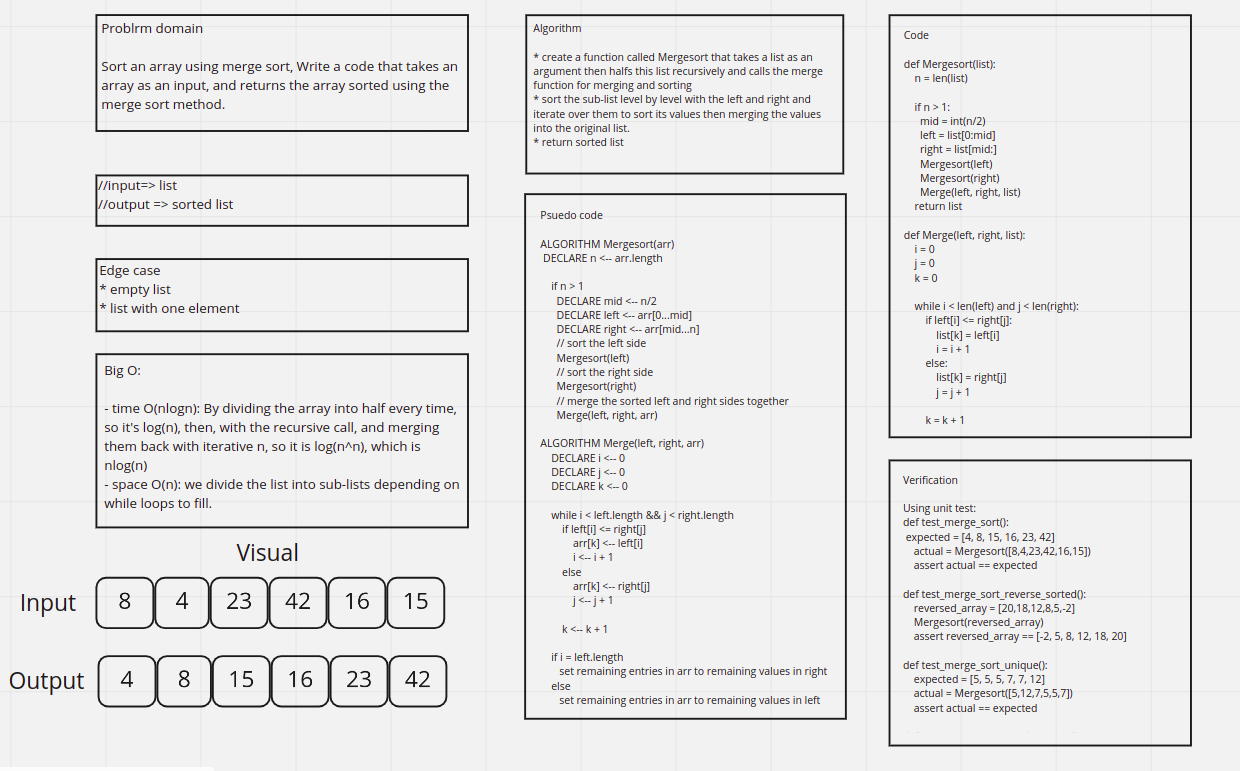 Problrm domain
Sort an array using merge sort, Write a code that takes an
array as an input, and returns the array sorted using the
merge sort method.
//input=> list
//output => sorted list
Edge case
* empty list
* list with one element
Big O:
- time O(nlogn): By dividing the array into half every time,
so it's log(n), then, with the recursive call, and merging
them back with iterative n, so it is log(n^n), which is
nlog(n)
- space O(n): we divide the list into sub-lists depending on
while loops to fill.
Visual
Input
8 4 23 42 16 15
Output
4 8 15 16 23 42
Algorithm
* create a function called Mergesort that takes a list as an
argument then halfs this list recursively and calls the merge
function for merging and sorting
* sort the sub-list level by level with the left and right and
iterate over them to sort its values then merging the values
into the original list.
* return sorted list
Psuedo code
ALGORITHM Mergesort(arr)
DECLARE n <-- arr.length
if n > 1
DECLARE mid <-- n/2
DECLARE left <-- arr[0...mid]
DECLARE right <-- arr[mid...n]
// sort the left side
Mergesort(left)
// sort the right side
Mergesort(right)
// merge the sorted left and right sides together
Merge(left, right, arr)
ALGORITHM Merge(left, right, arr)
DECLARE i <-- 0
DECLARE j <-- 0
DECLARE k <-- 0
while i < left.length && j < right.length
if left[i] <= right[j]
arr[k] <-- left[i]
i <-- i + 1
else
arr[k] <-- right[j]
j <-- j + 1
k <-- k + 1
if i = left.length
set remaining entries in arr to remaining values in right
else
set remaining entries in arr to remaining values in left
Code
def Mergesort(list):
n = len(list)
if n > 1:
mid = int(n/2)
left = list[0:mid]
right = list[mid:]
Mergesort(left)
Mergesort(right)
Merge(left, right, list)
return list
def Merge(left, right, list):
i = 0
j = 0
k = 0
while i < len(left) and j < len(right):
if left[i] <= right[j]:
list[k] = left[i]
i = i + 1
else:
list[k] = right[j]
j = j + 1
k = k + 1
Verification
Using unit test:
def test_merge_sort():
expected = [4, 8, 15, 16, 23, 42]
actual = Mergesort([8,4,23,42,16,15])
assert actual == expected
def test_merge_sort_reverse_sorted():
reversed_array = [20,18,12,8,5,-2]
Mergesort(reversed_array)
assert reversed_array == [-2, 5, 8, 12, 18, 20]
def test_merge_sort_unique():
expected = [5, 5, 5, 7, 7, 12]
actual = Mergesort([5,12,7,5,5,7])
assert actual == expected